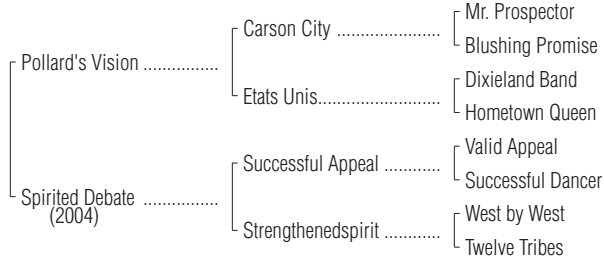 Mr. Prospector
Carson City ..................
Blushing Promise
Pollard's Vision ...............
Dixieland Band
Etats Unis.........................
Hometown Queen
Valid Appeal
Successful Appeal ............
Successful Dancer
Spirited Debate ...............
(2004)
West by West
Strengthenedspirit ............
Twelve Tribes